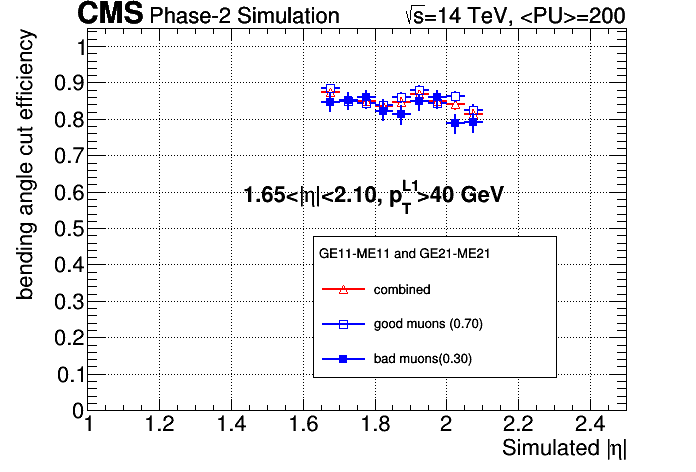 CMS Phase-2 Simulation √s=14 TeV, <PU>=200
bending angle cut efficiency
1
0.9
0.8
0.7
0.6
0.5
0.4
0.3
0.2
0.1
0
1.65<|η|<2.10, p_T^L1>40 GeV
GE11-ME11 and GE21-ME21
combined
good muons (0.70)
bad muons(0.30)
1 1.2 1.4 1.6 1.8 2 2.2 2.4
Simulated |η|